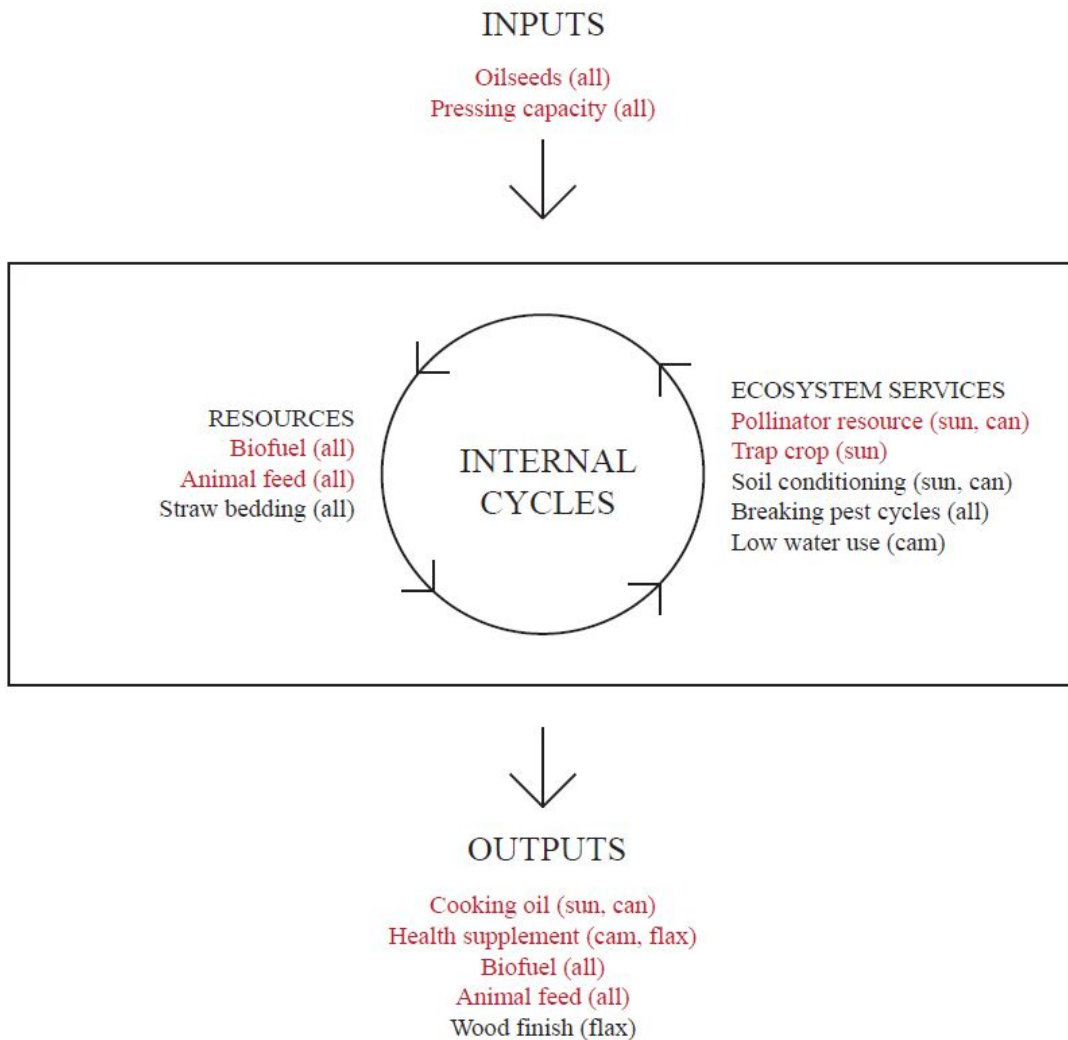 INPUTS
Oilseeds (all)
Pressing capacity (all)
RESOURCES
Biofuel (all)
Animal feed (all)
Straw bedding (all)
INTERNAL
CYCLES
ECOSYSTEM SERVICES
Pollinator resource (sun, can)
Trap crop (sun)
Soil conditioning (sun, can)
Breaking pest cycles (all)
Low water use (cam)
OUTPUTS
Cooking oil (sun, can)
Health supplement (cam, flax)
Biofuel (all)
Animal feed (all)
Wood finish (flax)